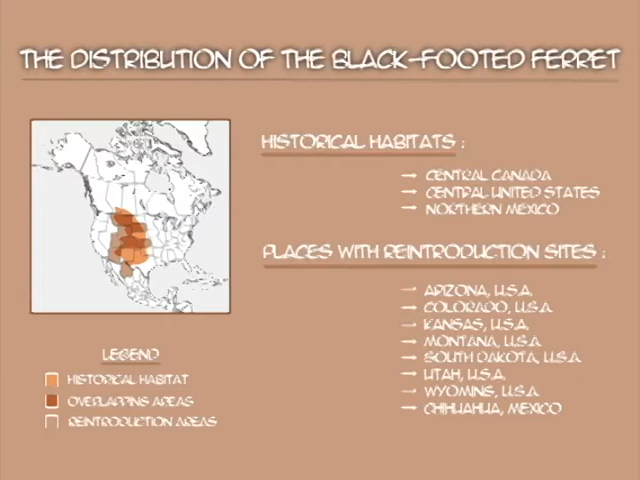 THE DISTRIBUTION OF THE BLACK-FOOTED FERRET
HISTORICAL HABITATS :
→ CENTRAL CANADA
→ CENTRAL UNITED STATES
→ NORTHERN MEXICO
PLACES WITH REINTRODUCTION SITES :
→ ARIZONA, U.S.A.
→ COLORADO, U.S.A.
→ KANSAS, U.S.A.
→ MONTANA, U.S.A.
→ SOUTH DAKOTA, U.S.A.
→ UTAH, U.S.A.
→ WYOMING, U.S.A.
→ CHIHUAHUA, MEXICO
LEGEND
HISTORICAL HABITAT
OVERLAPPING AREAS
REINTRODUCTION AREAS